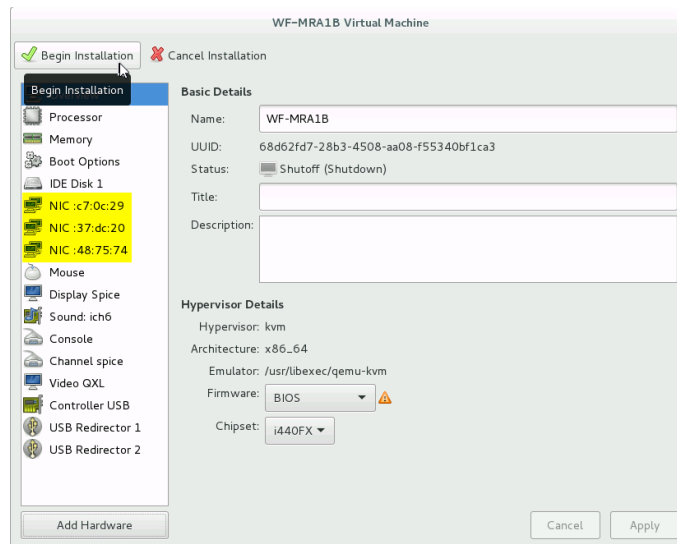 WF-MRA1B Virtual Machine
Begin Installation Cancel Installation
Begin Installation
Processor
Memory
Boot Options
IDE Disk 1
NIC :c7:0c:29
NIC :37:dc:20
NIC :48:75:74
Mouse
Display Spice
Sound: ich6
Console
Channel spice
Video QXL
Controller USB
USB Redirector 1
USB Redirector 2
Add Hardware
Basic Details
Name: WF-MRA1B
UUID: 68d62fd7-28b3-4508-aa08-f55340bf1ca3
Status: Shutoff (Shutdown)
Title:
Description:
Hypervisor Details
Hypervisor: kvm
Architecture: x86_64
Emulator: /usr/libexec/qemu-kvm
Firmware: BIOS
Chipset: i440FX
Cancel Apply